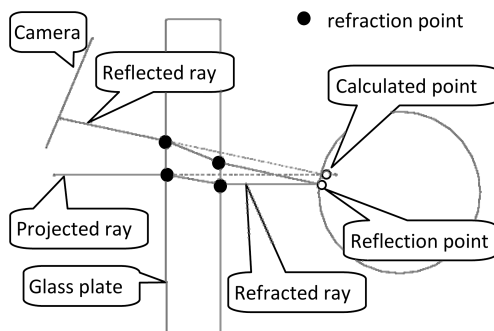 refraction point
Camera
Reflected ray
Calculated point
Projected ray
Reflection point
Glass plate
Refracted ray